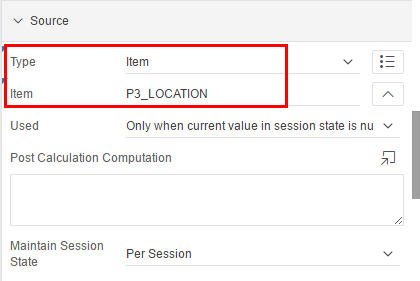 Source
Type Item
Item P3_LOCATION
Used Only when current value in session state is nu
Post Calculation Computation
Maintain Session
State
Per Session